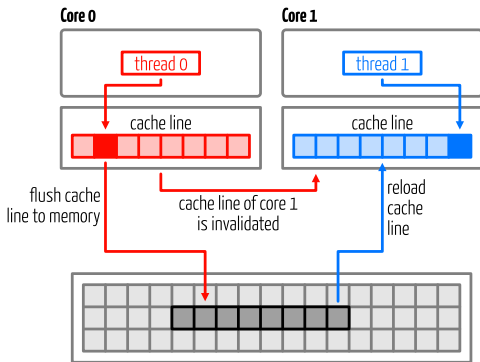 Core 0
Core 1
thread 0
thread 1
cache line
cache line
flush cache
line to memory
cache line of core 1
is invalidated
reload
cache
line